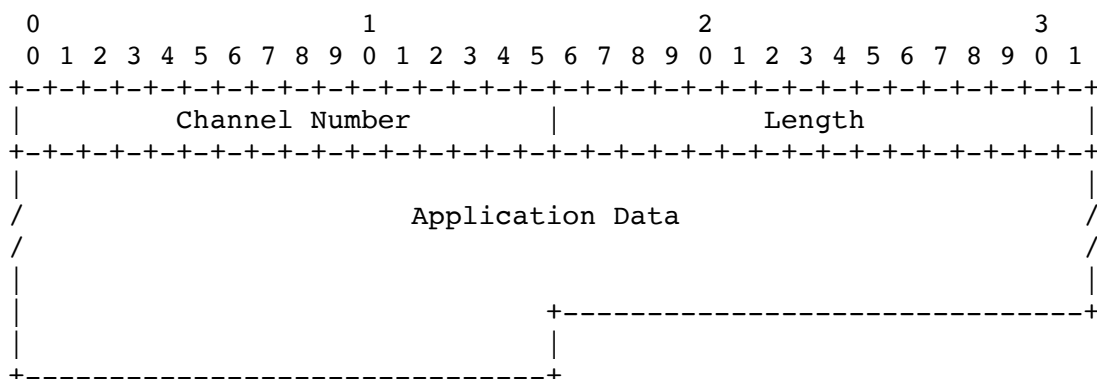 0                   1                   2                   3
0 1 2 3 4 5 6 7 8 9 0 1 2 3 4 5 6 7 8 9 0 1 2 3 4 5 6 7 8 9 0 1
+-+-+-+-+-+-+-+-+-+-+-+-+-+-+-+-+-+-+-+-+-+-+-+-+-+-+-+-+-+-+-+-+
|         Channel Number        |            Length             |
+-+-+-+-+-+-+-+-+-+-+-+-+-+-+-+-+-+-+-+-+-+-+-+-+-+-+-+-+-+-+-+-+
|                                                               |
/                       Application Data                        /
/                                                               /
|                                                               |
|                               +-------------------------------+
|                               |
+-------------------------------+